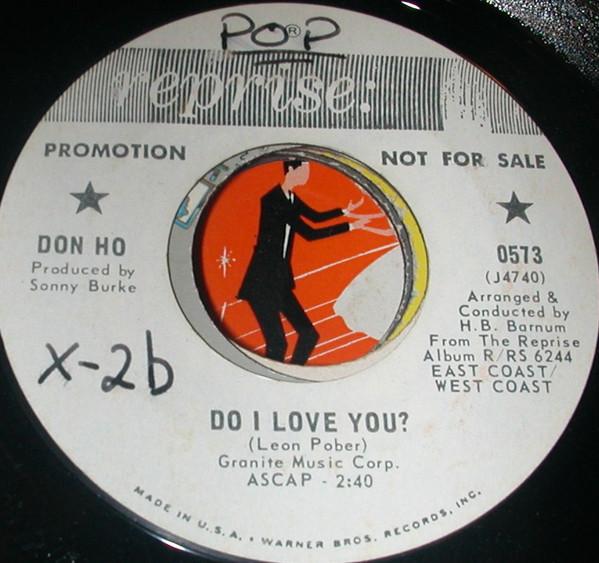 POP
®
reprise:
PROMOTION
NOT FOR SALE
DON HO
Produced by
Sonny Burke
0573
(J4740)
Arranged &
Conducted by
H.B. Barnum
From The Reprise
Album R/RS 6244
EAST COAST/
WEST COAST
X-2b
DO I LOVE YOU?
(Leon Pober)
Granite Music Corp.
ASCAP - 2:40
MADE IN U.S.A. • WARNER BROS. RECORDS, INC.